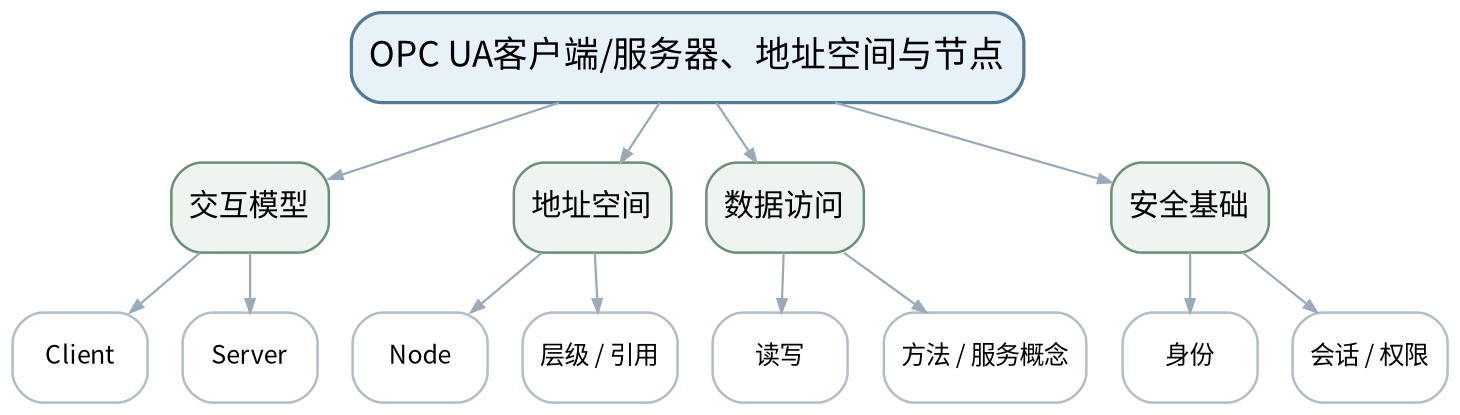 OPC UA客户端/服务器、地址空间与节点
交互模型
地址空间
数据访问
安全基础
Client
Server
Node
层级 / 引用
读写
方法 / 服务概念
身份
会话 / 权限